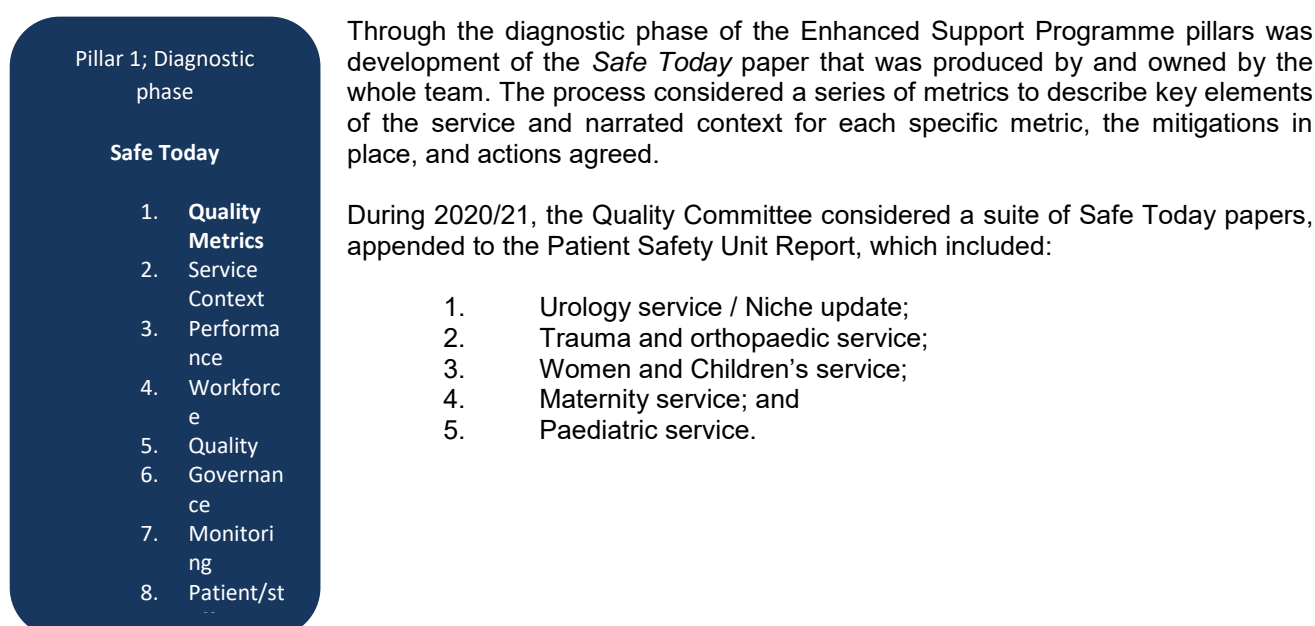 Pillar 1; Diagnostic
phase
Safe Today
1. Quality
Metrics
2. Service
Context
3. Performa
nce
4. Workforc
e
5. Quality
6. Governan
ce
7. Monitori
ng
8. Patient/st
Through the diagnostic phase of the Enhanced Support Programme pillars was
development of the Safe Today paper that was produced by and owned by the
whole team. The process considered a series of metrics to describe key elements
of the service and narrated context for each specific metric, the mitigations in
place, and actions agreed.
During 2020/21, the Quality Committee considered a suite of Safe Today papers,
appended to the Patient Safety Unit Report, which included:
1. Urology service / Niche update;
2. Trauma and orthopaedic service;
3. Women and Children’s service;
4. Maternity service; and
5. Paediatric service.